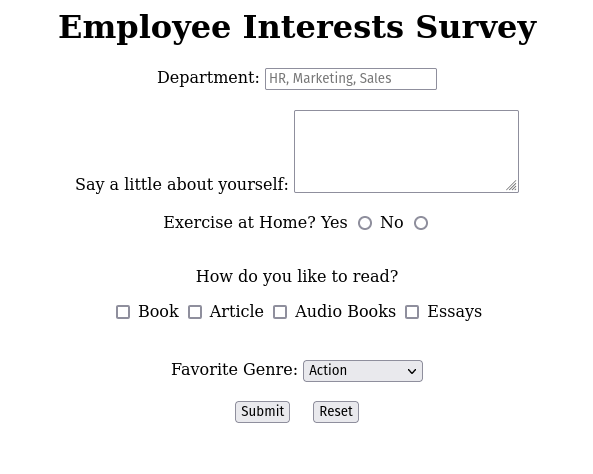 Employee Interests Survey
Department: HR, Marketing, Sales
Say a little about yourself:
Exercise at Home? Yes No
How do you like to read?
Book Article Audio Books Essays
Favorite Genre: Action
Submit Reset